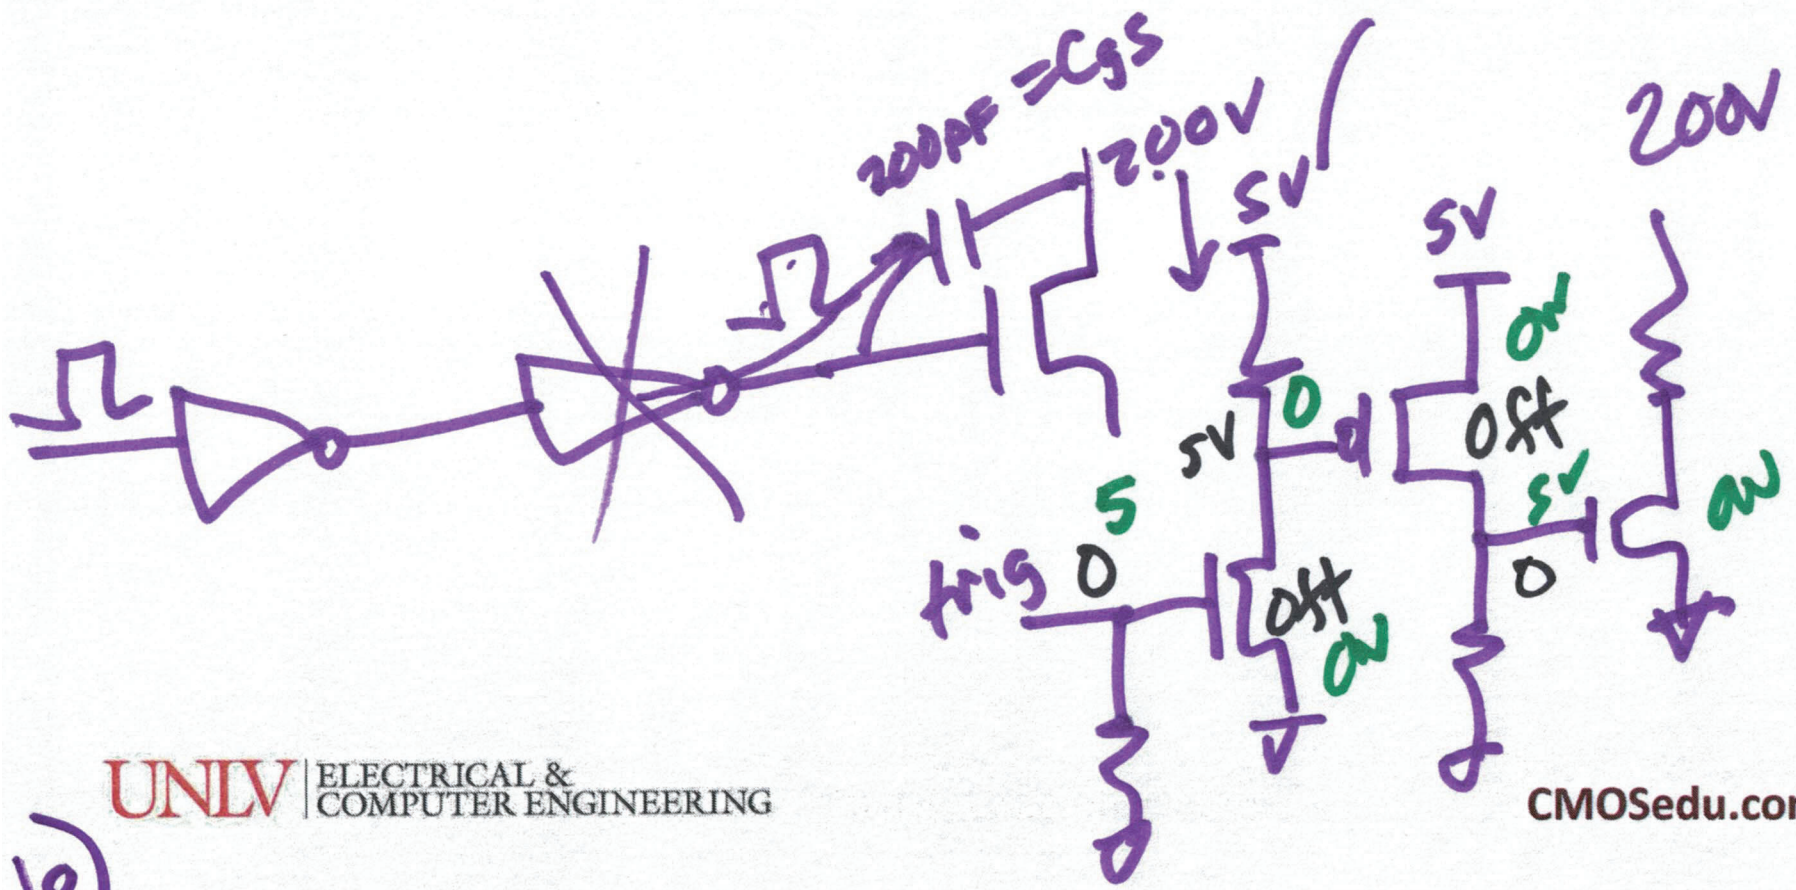 200pF = Cgs
200V
5V
200V
5V
ON
0
5V
Off
5V
ON
5
trig 0
0
Off
ON
UNLV ELECTRICAL &
COMPUTER ENGINEERING
CMOSedu.com